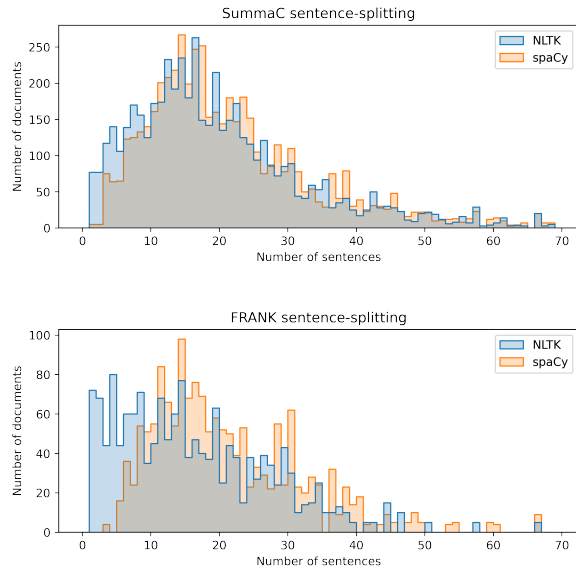 SummaC sentence-splitting
Number of documents
250
200
150
100
50
0
NLTK
spaCy
0 10 20 30 40 50 60 70
Number of sentences
FRANK sentence-splitting
Number of documents
100
80
60
40
20
0
NLTK
spaCy
0 10 20 30 40 50 60 70
Number of sentences